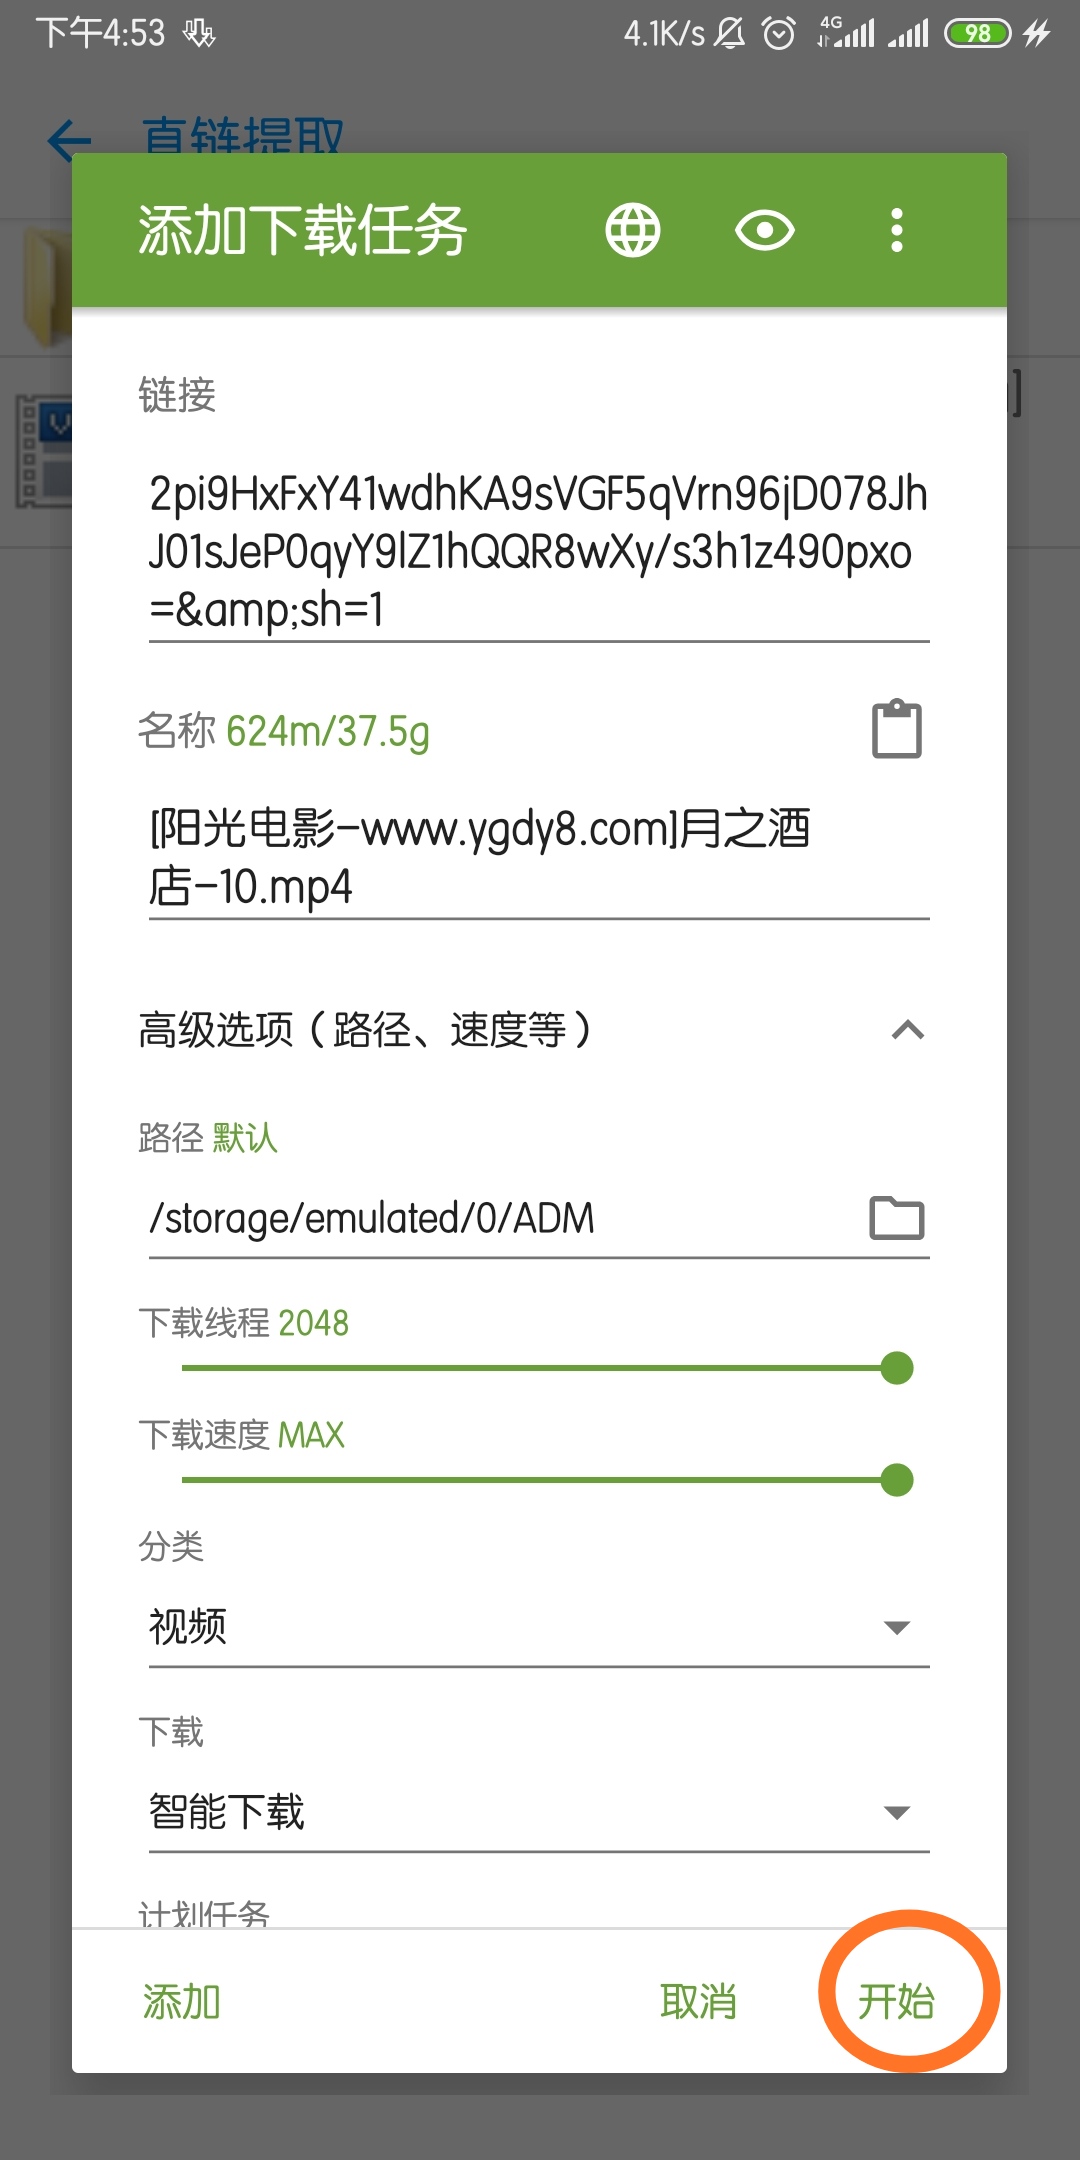 下午4:53 4.1K/s 4G 98
直链提取
添加下载任务
]
链接
2pi9HxFxY41wdhKA9sVGF5qVrn96jD078Jh
J01sJeP0qyY9lZ1hQQR8wXy/s3h1z490pxo
=&amp;sh=1
名称 624m/37.5g
[阳光电影-www.ygdy8.com]月之酒
店-10.mp4
高级选项（路径、速度等）
路径 默认
/storage/emulated/0/ADM
下载线程 2048
下载速度 MAX
分类
视频
下载
智能下载
计划任务
添加 取消 开始